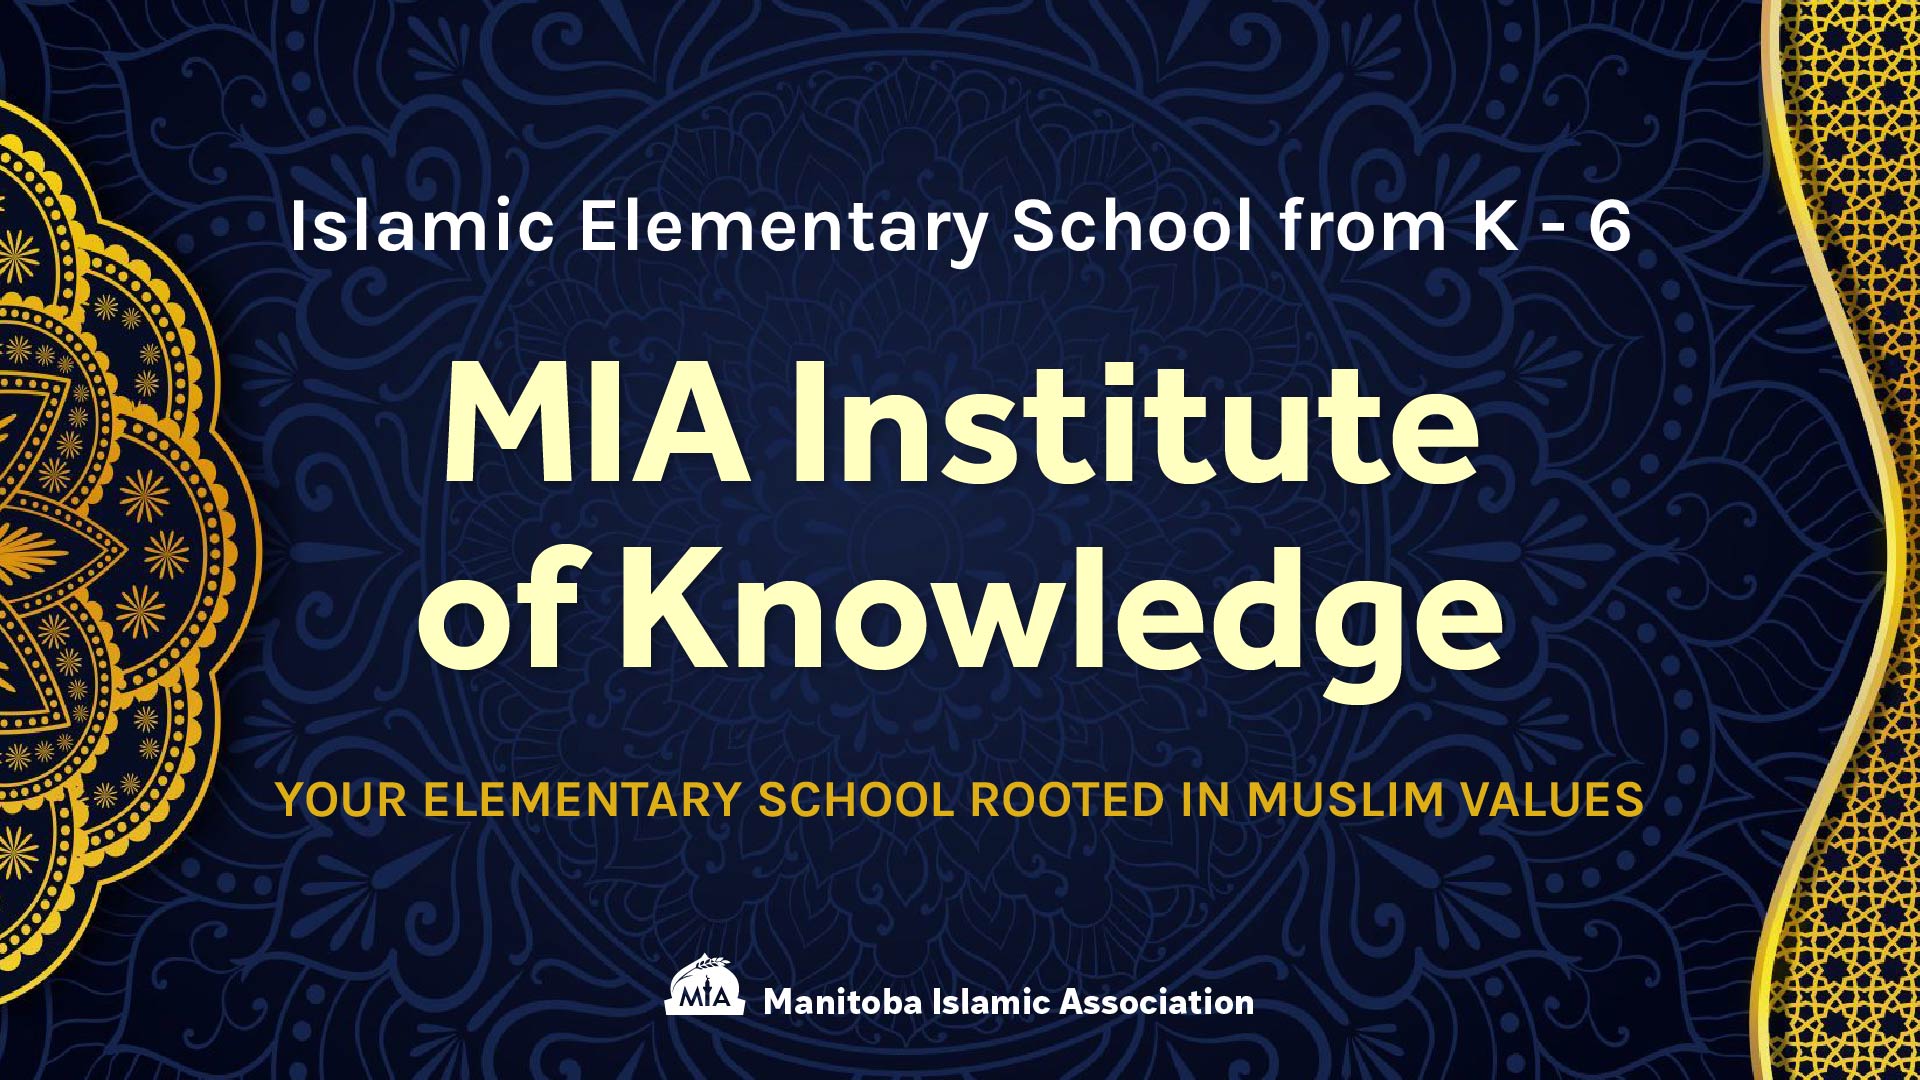 Islamic Elementary School from K - 6
MIA Institute
of Knowledge
YOUR ELEMENTARY SCHOOL ROOTED IN MUSLIM VALUES
MIA Manitoba Islamic Association